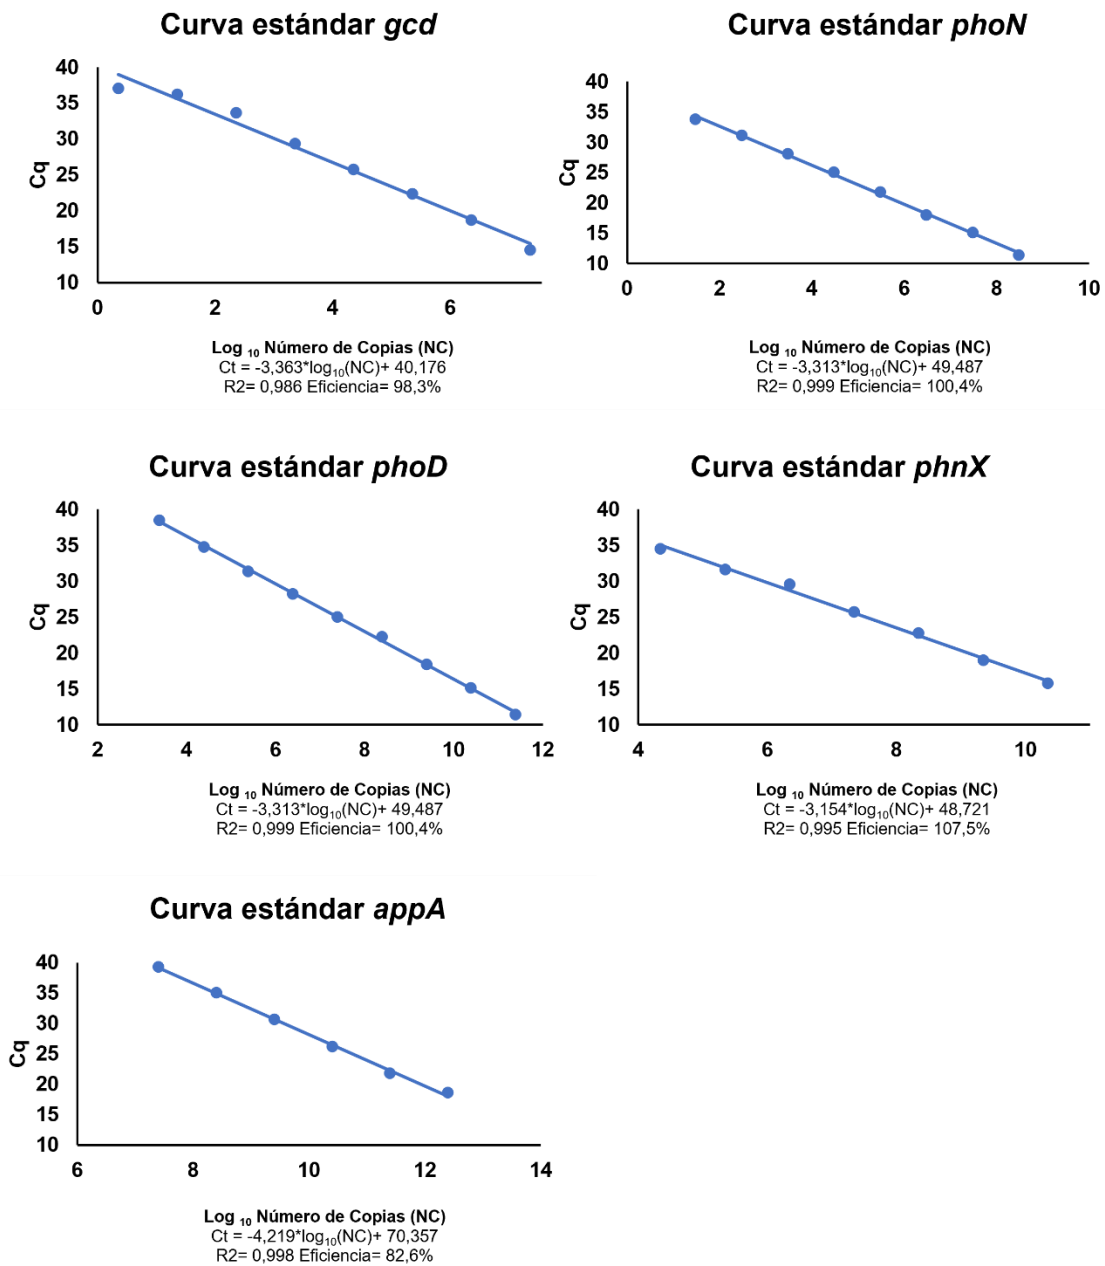 Curva estándar gcd
40
35
30
25
20
15
10
Cq
0 2 4 6
Log 10 Número de Copias (NC)
Ct = -3,363*log10(NC)+ 40,176
R2= 0,986 Eficiencia= 98,3%
Curva estándar phoN
40
35
30
25
20
15
10
Cq
0 2 4 6 8 10
Log 10 Número de Copias (NC)
Ct = -3,313*log10(NC)+ 49,487
R2= 0,999 Eficiencia= 100,4%
Curva estándar phoD
40
35
30
25
20
15
10
Cq
2 4 6 8 10 12
Log 10 Número de Copias (NC)
Ct = -3,313*log10(NC)+ 49,487
R2= 0,999 Eficiencia= 100,4%
Curva estándar phnX
40
35
30
25
20
15
10
Cq
4 6 8 10
Log 10 Número de Copias (NC)
Ct = -3,154*log10(NC)+ 48,721
R2= 0,995 Eficiencia= 107,5%
Curva estándar appA
40
35
30
25
20
15
10
Cq
6 8 10 12 14
Log 10 Número de Copias (NC)
Ct = -4,219*log10(NC)+ 70,357
R2= 0,998 Eficiencia= 82,6%